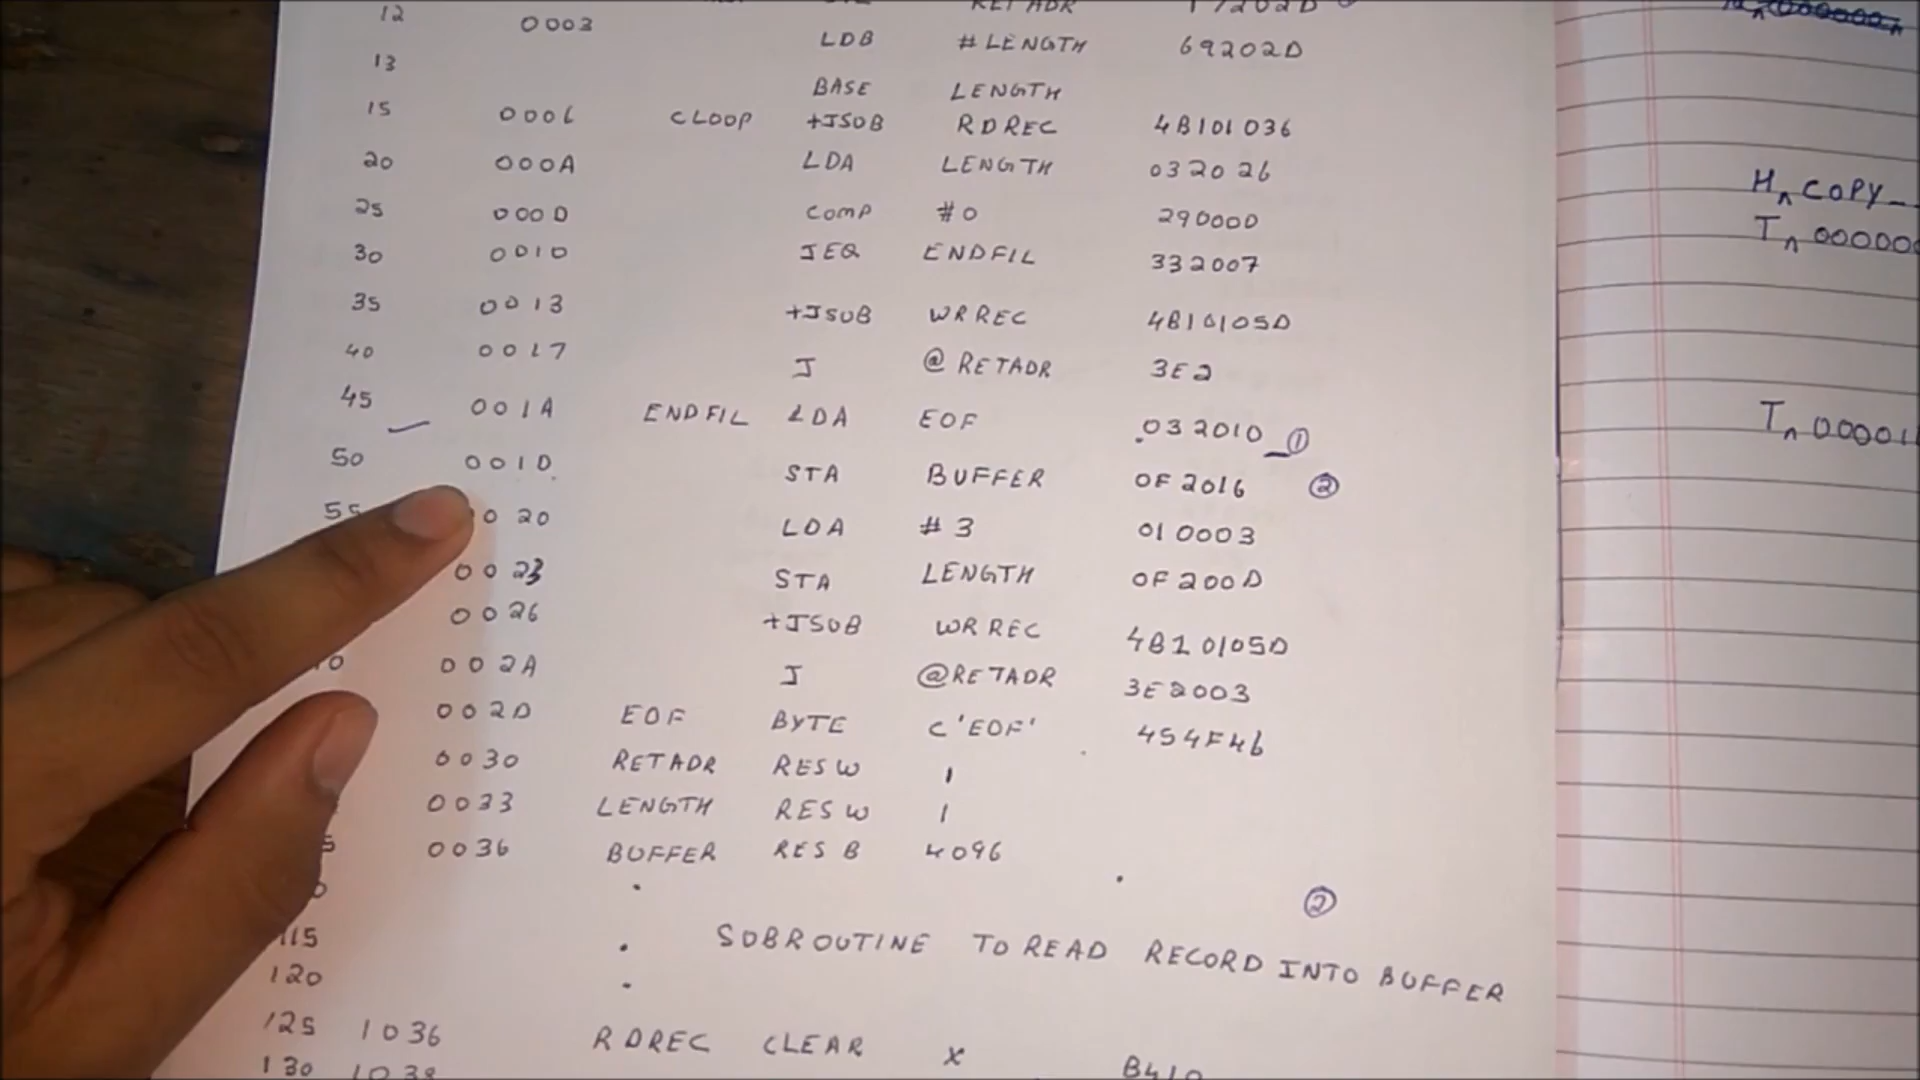 12 0003 LDB #LENGTH 69202D
13 BASE LENGTH
15 0006 CLOOP +JSUB RDREC 4B101036
20 000A LDA LENGTH 032026
25 000D COMP #0 290000
30 0010 JEQ ENDFIL 332007
35 0013 +JSUB WRREC 4B10105D
40 0017 J @RETADR 3E2
45 001A ENDFIL LDA EOF 032010 ①
50 001D STA BUFFER 0F2016 ②
55 0020 LDA #3 010003
0023 STA LENGTH 0F200D
0026 +JSUB WRREC 4B10105D
002A J @RETADR 3E2003
002D EOF BYTE C'EOF' 454F46
0030 RETADR RESW 1
0033 LENGTH RESW 1
0036 BUFFER RESB 4096
②
115 . SUBROUTINE TO READ RECORD INTO BUFFER
120 .
125 1036 RDREC CLEAR X B410
130 1038
H^COPY
T^00000
T^00001